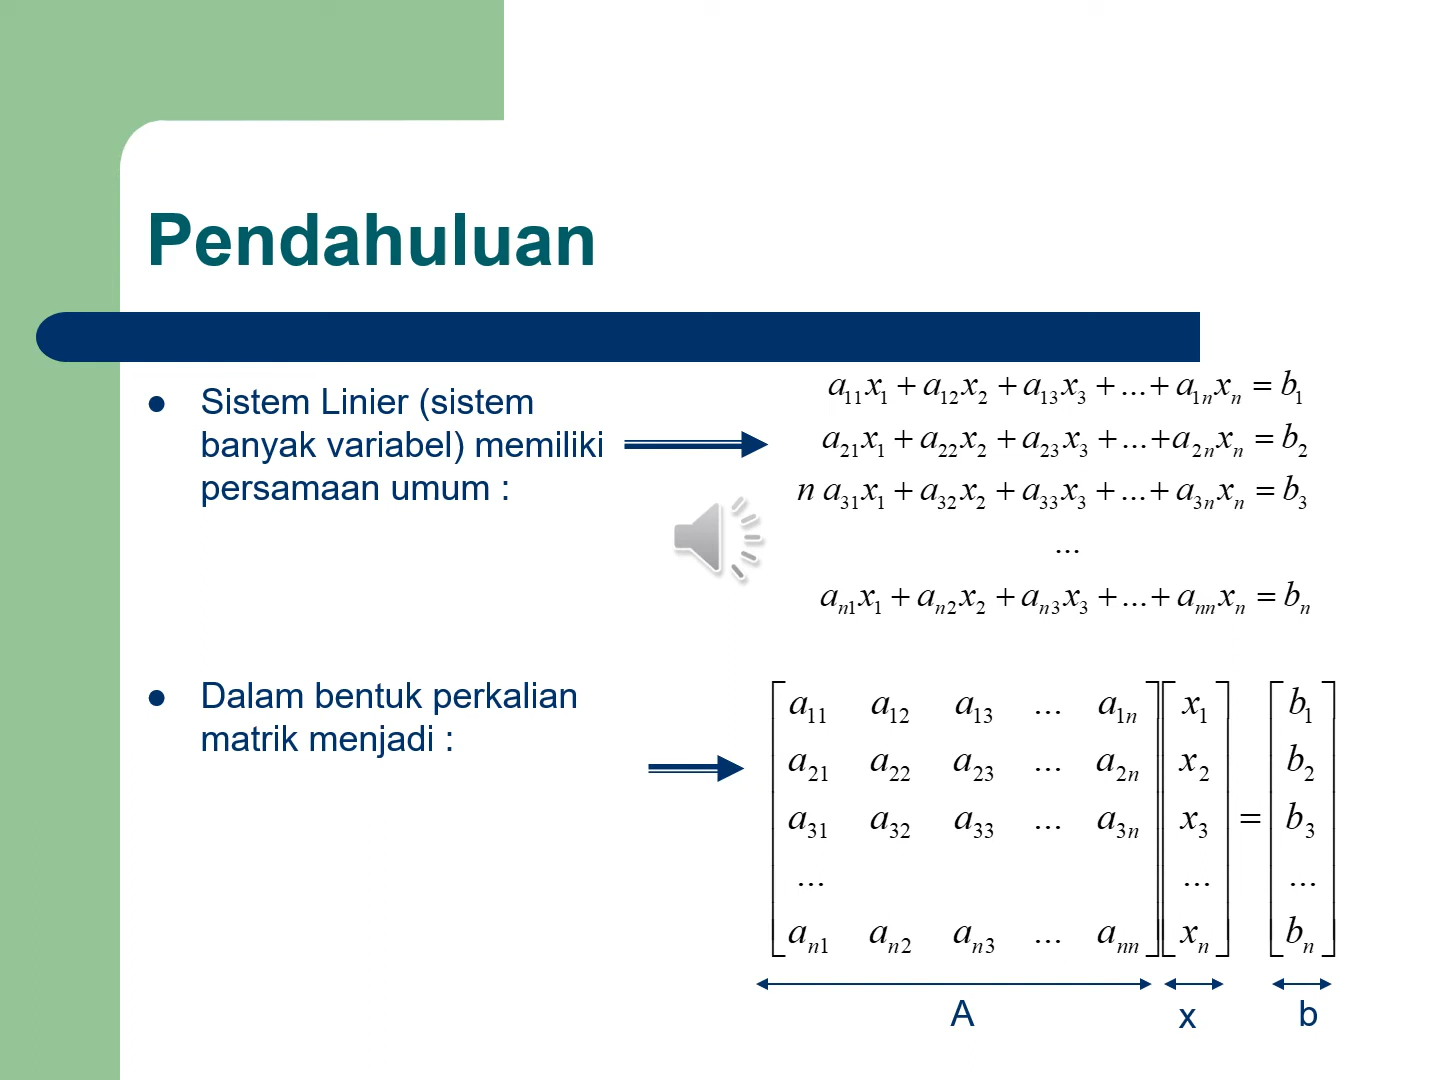 Pendahuluan
● Sistem Linier (sistem
banyak variabel) memiliki
persamaan umum :
a₁₁x₁ + a₁₂x₂ + a₁₃x₃ + ... + a₁ₙxₙ = b₁
a₂₁x₁ + a₂₂x₂ + a₂₃x₃ + ... + a₂ₙxₙ = b₂
n a₃₁x₁ + a₃₂x₂ + a₃₃x₃ + ... + a₃ₙxₙ = b₃
...
aₙ₁x₁ + aₙ₂x₂ + aₙ₃x₃ + ... + aₙₙxₙ = bₙ
● Dalam bentuk perkalian
matrik menjadi :
[a₁₁ a₁₂ a₁₃ ... a₁ₙ] [x₁] [b₁]
[a₂₁ a₂₂ a₂₃ ... a₂ₙ] [x₂] [b₂]
[a₃₁ a₃₂ a₃₃ ... a₃ₙ] [x₃] = [b₃]
[...] [...] [...]
[aₙ₁ aₙ₂ aₙ₃ ... aₙₙ] [xₙ] [bₙ]
A x b